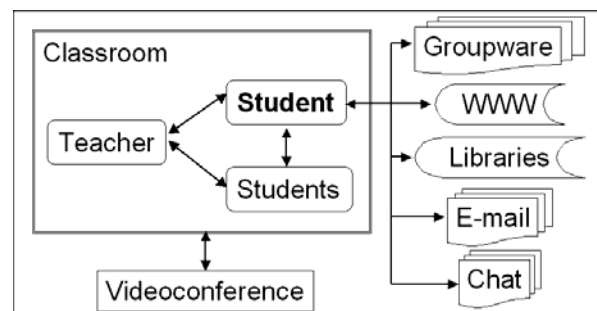 Classroom
Teacher
Student
Students
Videoconference
Groupware
WWW
Libraries
E-mail
Chat